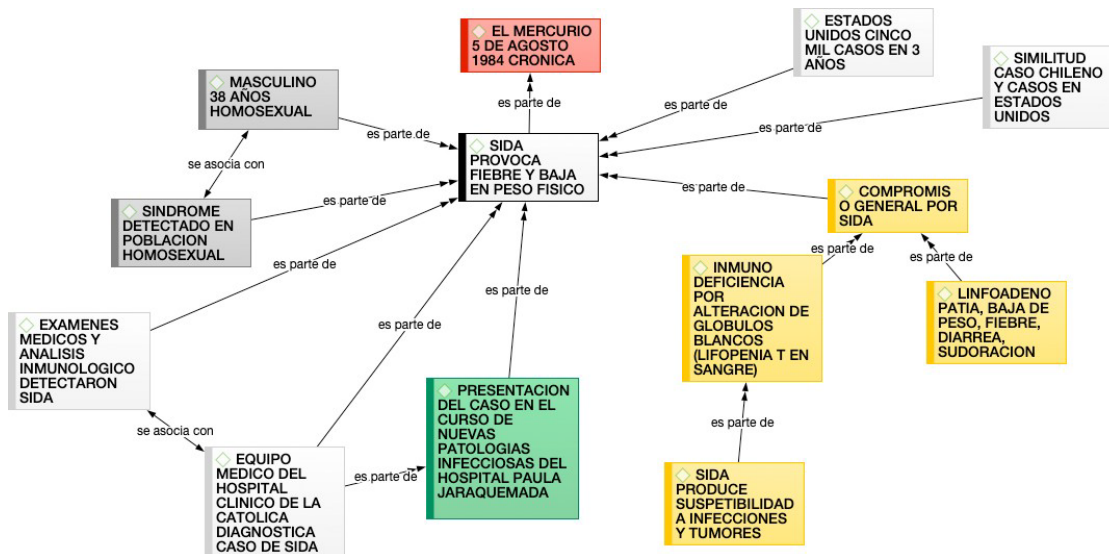 EL MERCURIO
5 DE AGOSTO
1984 CRONICA
ESTADOS
UNIDOS CINCO
MIL CASOS EN 3
AÑOS
SIMILITUD
CASO CHILENO
Y CASOS EN
ESTADOS
UNIDOS
MASCULINO
38 AÑOS
HOMOSEXUAL
es parte de
es parte de
es parte de
es parte de
SIDA
PROVOCA
FIEBRE Y BAJA
EN PESO FISICO
se asocia con
es parte de
es parte de
COMPROMIS
O GENERAL POR
SIDA
SINDROME
DETECTADO EN
POBLACION
HOMOSEXUAL
es parte de
es parte de
es parte de
INMUNO
DEFICIENCIA
POR
ALTERACION DE
GLOBULOS
BLANCOS
(LIFOPENIA T EN
SANGRE)
LINFOADENO
PATIA, BAJA DE
PESO, FIEBRE,
DIARREA,
SUDORACION
es parte de
es parte de
EXAMENES
MEDICOS Y
ANALISIS
INMUNOLOGICO
DETECTARON
SIDA
PRESENTACION
DEL CASO EN EL
CURSO DE
NUEVAS
PATOLOGIAS
INFECCIOSAS DEL
HOSPITAL PAULA
JARAQUEMADA
se asocia con
es parte de
es parte de
EQUIPO
MEDICO DEL
HOSPITAL
CLINICO DE LA
CATOLICA
DIAGNOSTICA
CASO DE SIDA
SIDA
PRODUCE
SUSPETIBILIDAD
A INFECCIONES
Y TUMORES